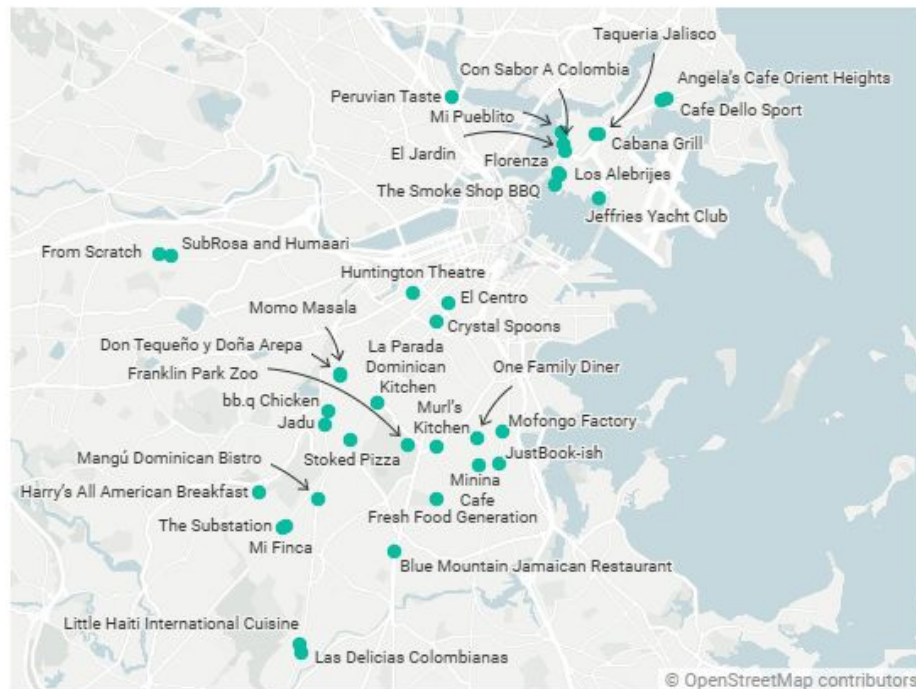 Taqueria Jalisco
Con Sabor A Colombia
Angela's Cafe Orient Heights
Peruvian Taste
Cafe Dello Sport
Mi Pueblito
Cabana Grill
El Jardin
Florenza
Los Alebrijes
The Smoke Shop BBQ
Jeffries Yacht Club
From Scratch
SubRosa and Humaari
Huntington Theatre
El Centro
Momo Masala
Crystal Spoons
Don Tequeño y Doña Arepa
La Parada
Dominican
Kitchen
One Family Diner
Franklin Park Zoo
bb.q Chicken
Murl's
Kitchen
Mofongo Factory
Jadu
Stoked Pizza
JustBook-ish
Mangú Dominican Bistro
Minina
Cafe
Harry's All American Breakfast
Fresh Food Generation
The Substation
Mi Finca
Blue Mountain Jamaican Restaurant
Little Haiti International Cuisine
Las Delicias Colombianas
© OpenStreetMap contributors